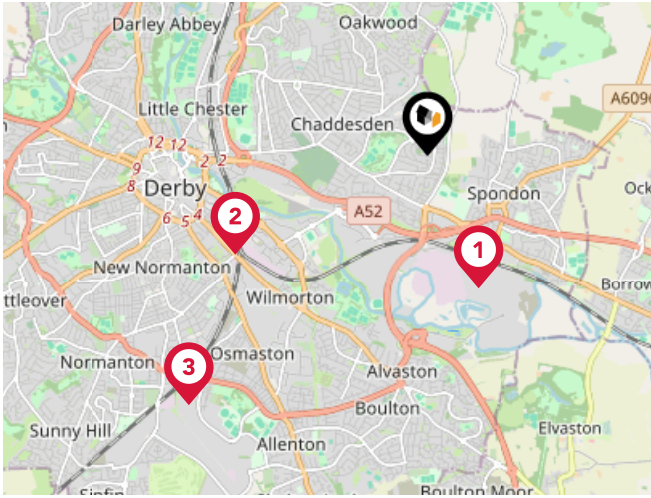 Oakwood
Darley Abbey
A6096
Little Chester
Chaddesden
12 12
2 2
9
8
Derby
Spondon
Ock
A52
6 5 4
2
1
New Normanton
ttleover
Wilmorton
Borrow
Osmaston
3
Normanton
Alvaston
Boulton
Sunny Hill
Elvaston
Allenton
Sinfin
Boulton Moor